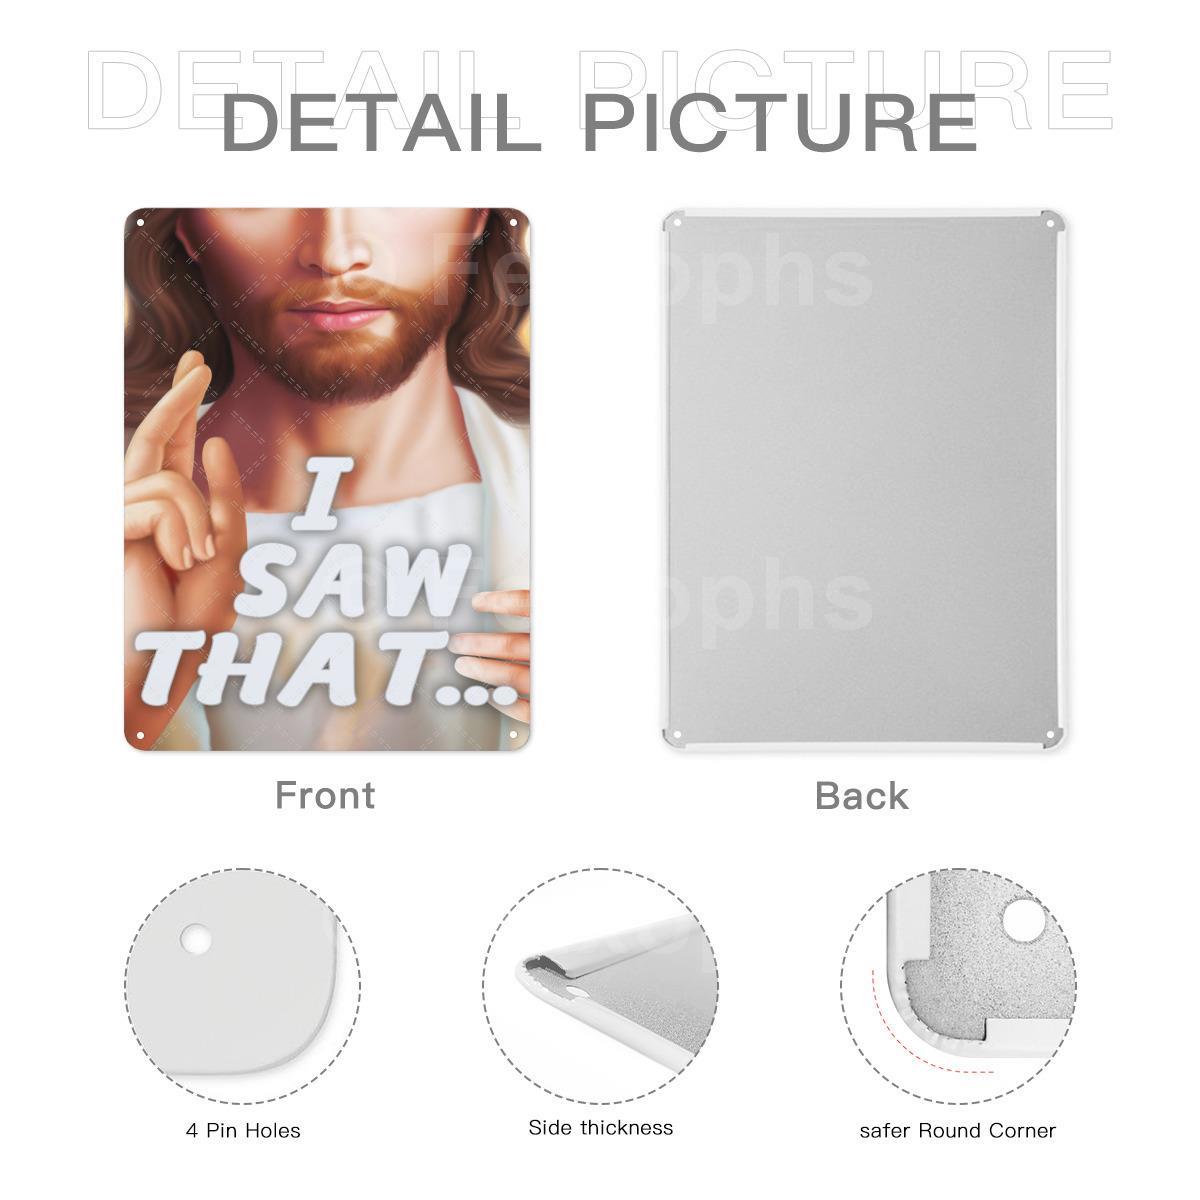 DETAIL PICTURE
DETAIL PICTURE
I
SAW
THAT...
Front
Back
4 Pin Holes
Side thickness
safer Round Corner